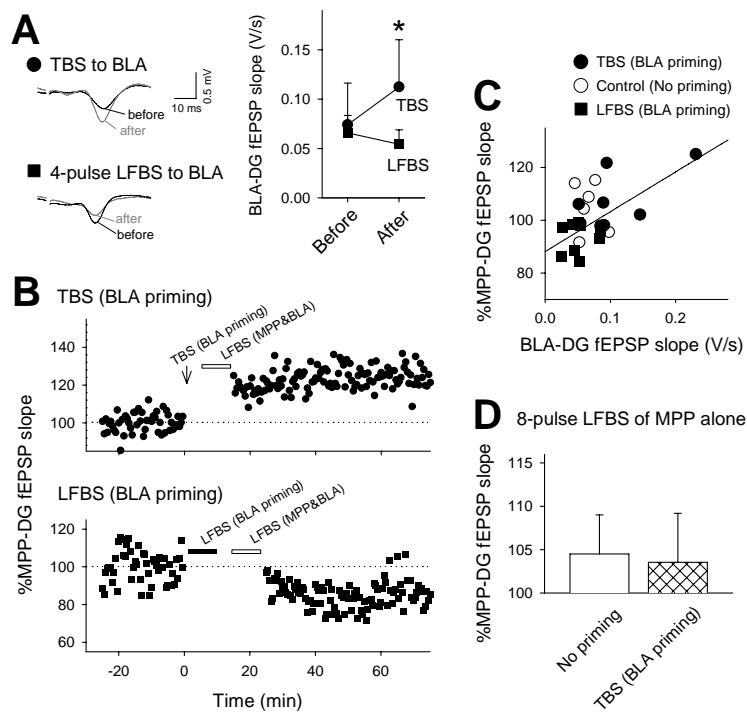 A
TBS to BLA
before
after
10 ms
0.5 mV
4-pulse LFBS to BLA
after
before
BLA-DG fEPSP slope (V/s)
0.15
0.10
0.05
0.00
*
TBS
LFBS
Before
After
B
TBS (BLA priming)
TBS (BLA priming)
LFBS (MPP&BLA)
140
120
100
%MPP-DG fEPSP slope
LFBS (BLA priming)
LFBS (BLA priming)
LFBS (MPP&BLA)
120
100
80
60
-20
0
20
40
60
Time (min)
C
TBS (BLA priming)
Control (No priming)
LFBS (BLA priming)
%MPP-DG fEPSP slope
120
100
80
0.0
0.1
0.2
BLA-DG fEPSP slope (V/s)
D
8-pulse LFBS of MPP alone
%MPP-DG fEPSP slope
115
110
105
100
No priming
TBS (BLA priming)